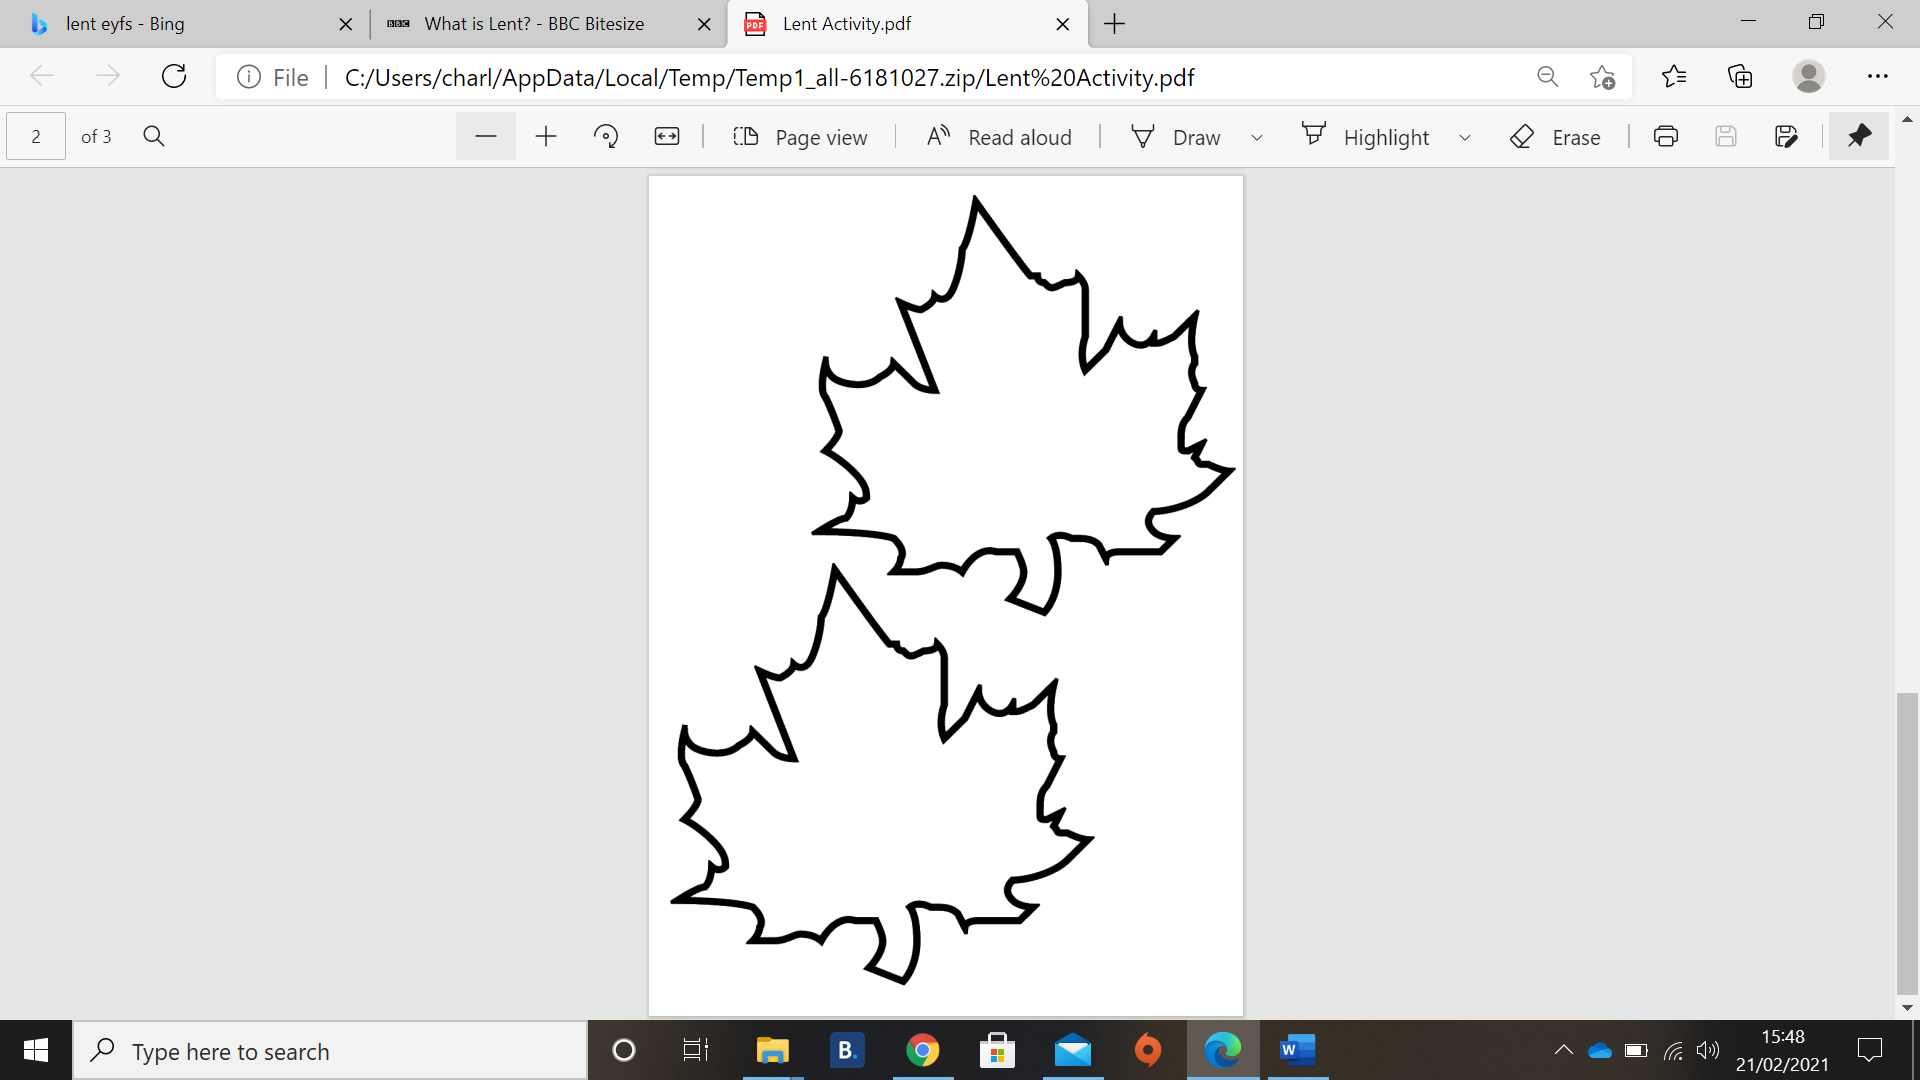 lent eyfs - Bing
BBC What is Lent? - BBC Bitesize
PDF Lent Activity.pdf
File C:/Users/charl/AppData/Local/Temp/Temp1_all-6181027.zip/Lent%20Activity.pdf
2 of 3 Page view Read aloud Draw Highlight Erase
Type here to search
B.
W
15:48
21/02/2021